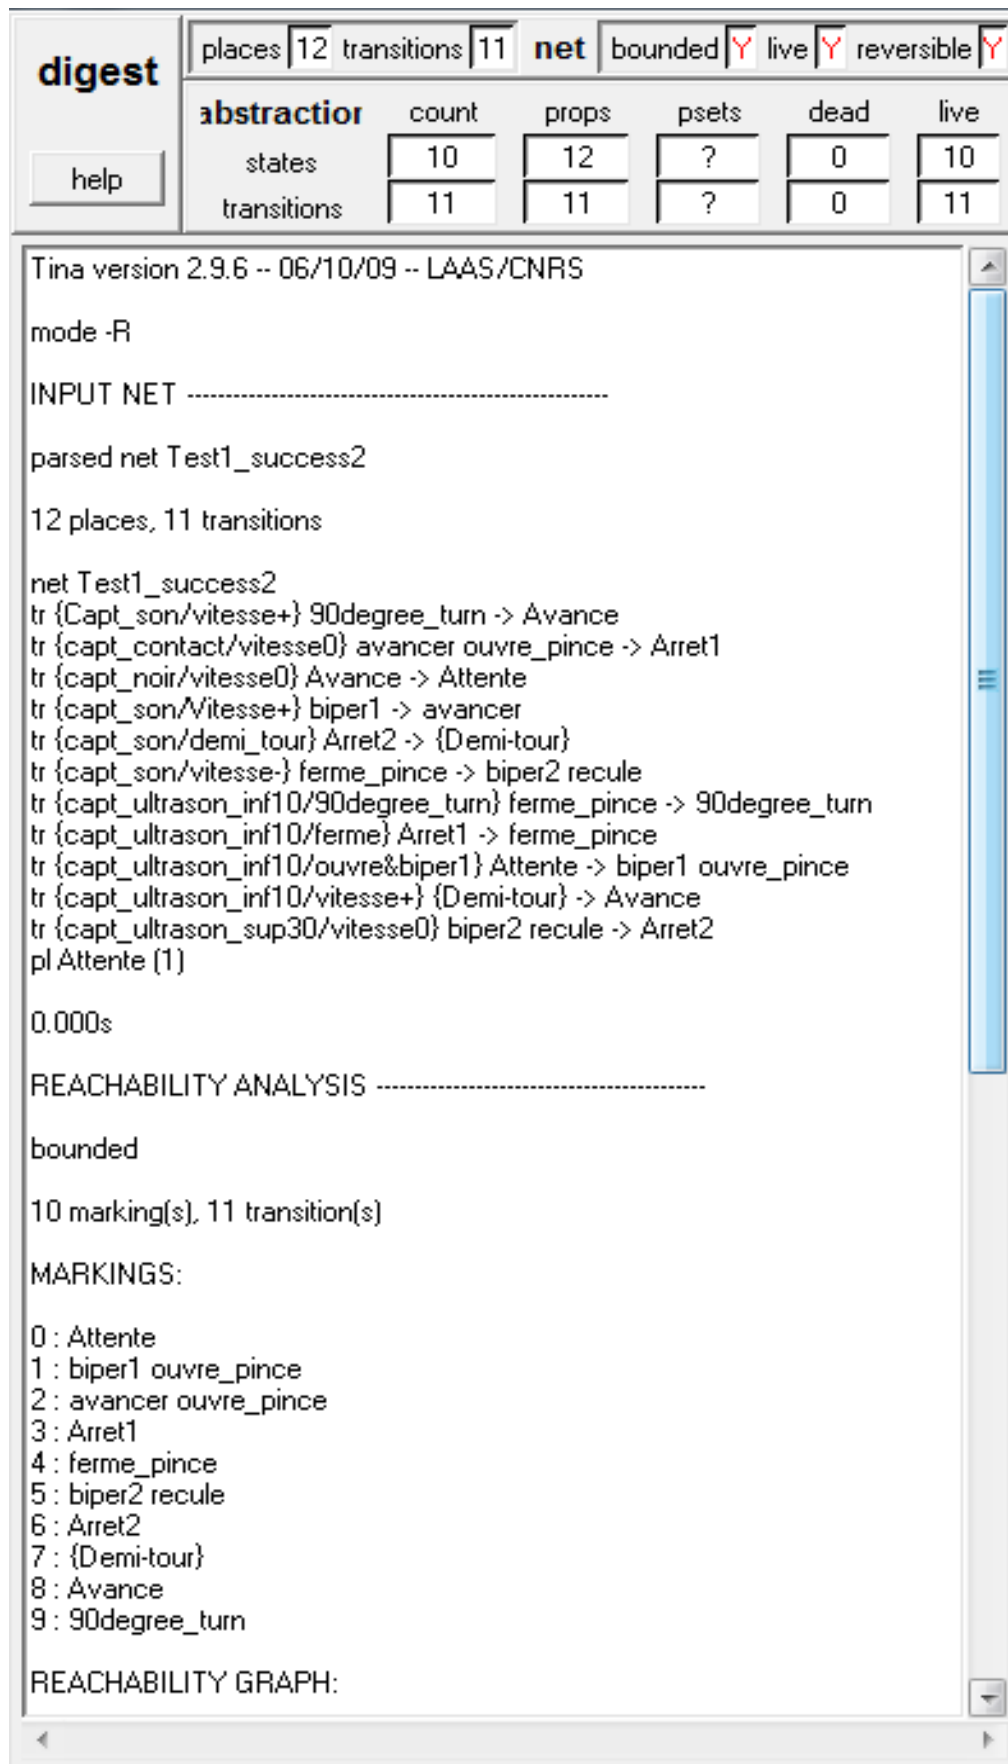 digest
places 12 transitions 11 net bounded Y live Y reversible Y
abstraction count props psets dead live
states 10 12 ? 0 10
help
transitions 11 11 ? 0 11
Tina version 2.9.6 -- 06/10/09 -- LAAS/CNRS
mode -R
INPUT NET -------------------------------------------------------
parsed net Test1_success2
12 places, 11 transitions
net Test1_success2
tr {Capt_son/vitesse+} 90degree_turn -> Avance
tr {capt_contact/vitesse0} avancer ouvre_pince -> Arret1
tr {capt_noir/vitesse0} Avance -> Attente
tr {capt_son/Vitesse+} biper1 -> avancer
tr {capt_son/demi_tour} Arret2 -> {Demi-tour}
tr {capt_son/vitesse-} ferme_pince -> biper2 recule
tr {capt_ultrason_inf10/90degree_turn} ferme_pince -> 90degree_turn
tr {capt_ultrason_inf10/ferme} Arret1 -> ferme_pince
tr {capt_ultrason_inf10/ouvre&biper1} Attente -> biper1 ouvre_pince
tr {capt_ultrason_inf10/vitesse+} {Demi-tour} -> Avance
tr {capt_ultrason_sup30/vitesse0} biper2 recule -> Arret2
pl Attente (1)
0.000s
REACHABILITY ANALYSIS -------------------------------------------
bounded
10 marking(s), 11 transition(s)
MARKINGS:
0 : Attente
1 : biper1 ouvre_pince
2 : avancer ouvre_pince
3 : Arret1
4 : ferme_pince
5 : biper2 recule
6 : Arret2
7 : {Demi-tour}
8 : Avance
9 : 90degree_turn
REACHABILITY GRAPH: